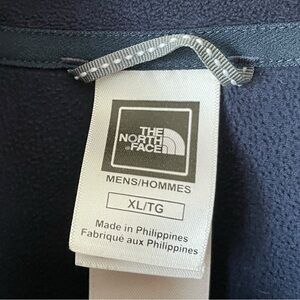 THE
NORTH
FACE
MENS/HOMMES
XL/TG
Made in Philippines
Fabriqué aux Philippines